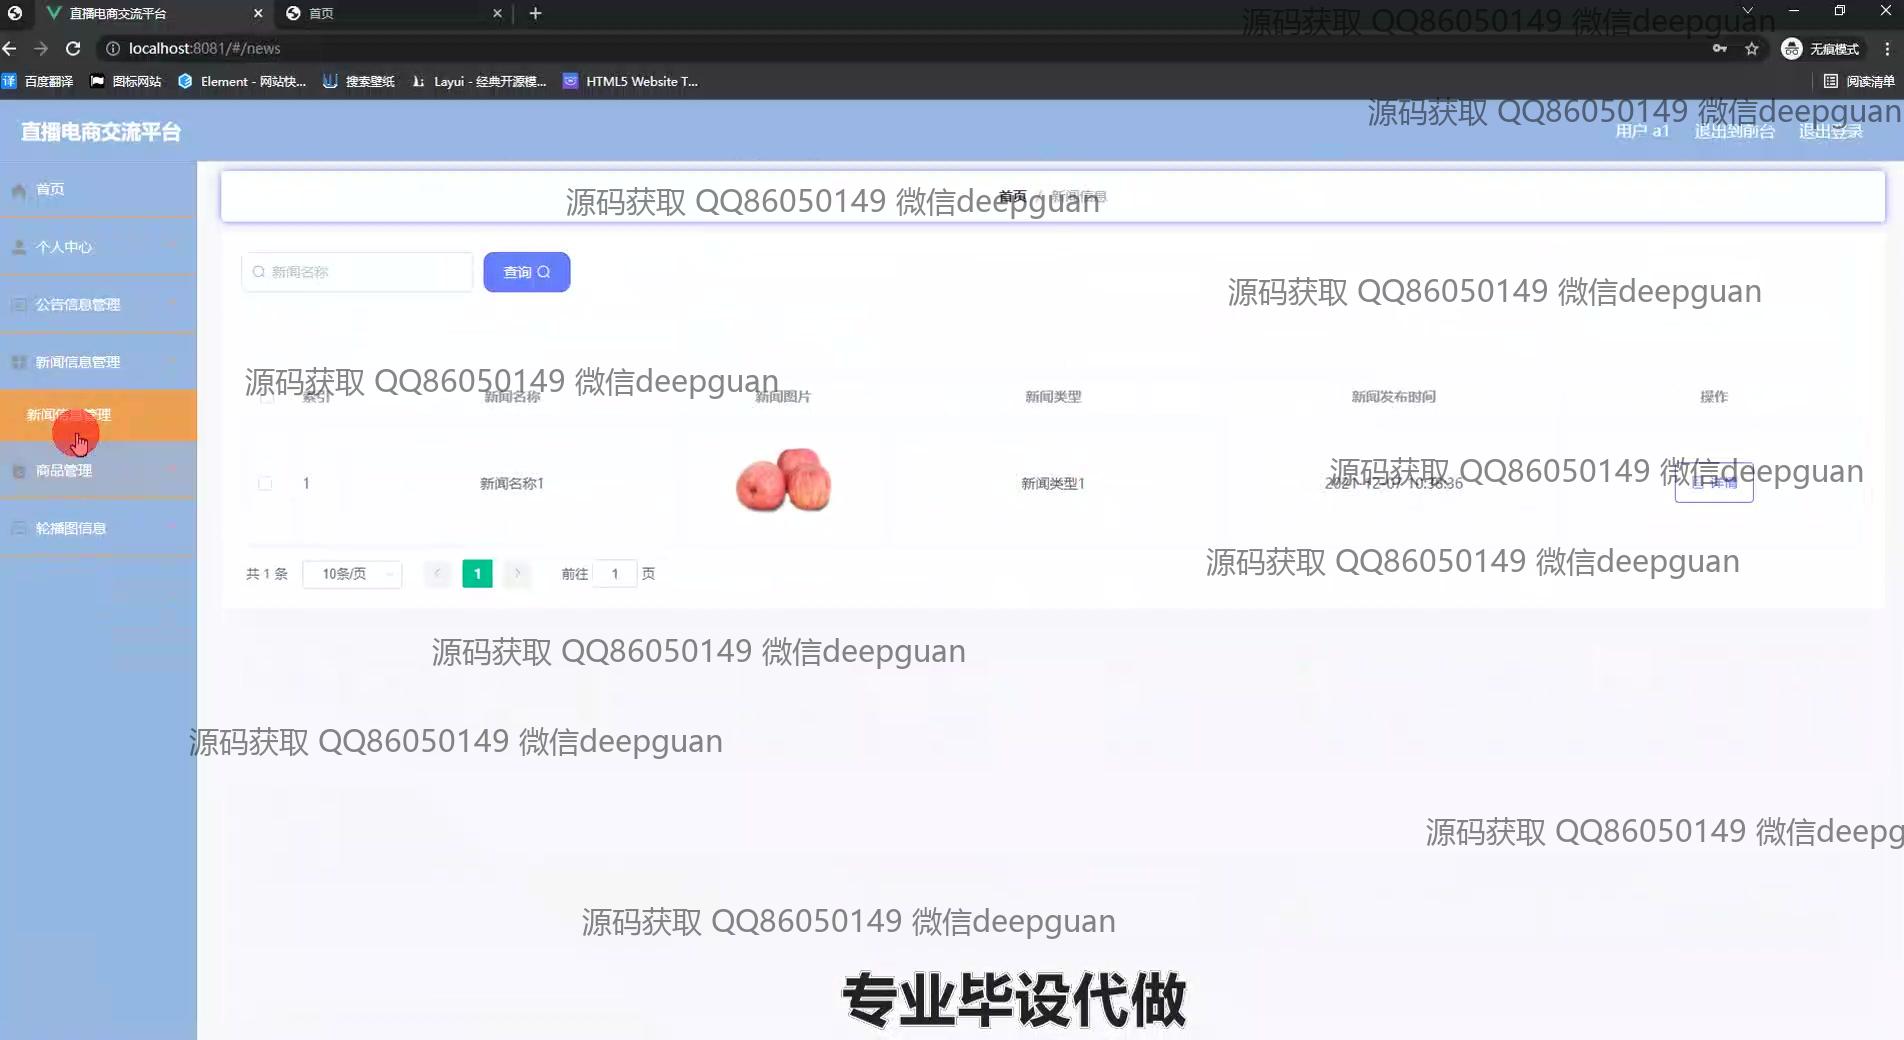 直播电商交流平台
首页
源码获取 QQ86050149 微信deepguan
localhost:8081/#/news
无痕模式
百度翻译
图标网站
Element - 网站快...
搜索壁纸
Layui - 经典开源模...
HTML5 Website T...
阅读清单
源码获取 QQ86050149 微信deepguan
直播电商交流平台
用户 a1
退出到前台
退出登录
首页
首页 / 新闻信息
源码获取 QQ86050149 微信deepguan
个人中心
新闻名称
查询
源码获取 QQ86050149 微信deepguan
公告信息管理
新闻信息管理
源码获取 QQ86050149 微信deepguan
索引
新闻名称
新闻图片
新闻类型
新闻发布时间
操作
新闻信息管理
商品管理
源码获取 QQ86050149 微信deepguan
1
新闻名称1
新闻类型1
2021-12-07 10:36:36
详情
轮播图信息
源码获取 QQ86050149 微信deepguan
共 1 条
10条/页
1
前往 1 页
源码获取 QQ86050149 微信deepguan
源码获取 QQ86050149 微信deepguan
源码获取 QQ86050149 微信deepg
源码获取 QQ86050149 微信deepguan
专业毕设代做